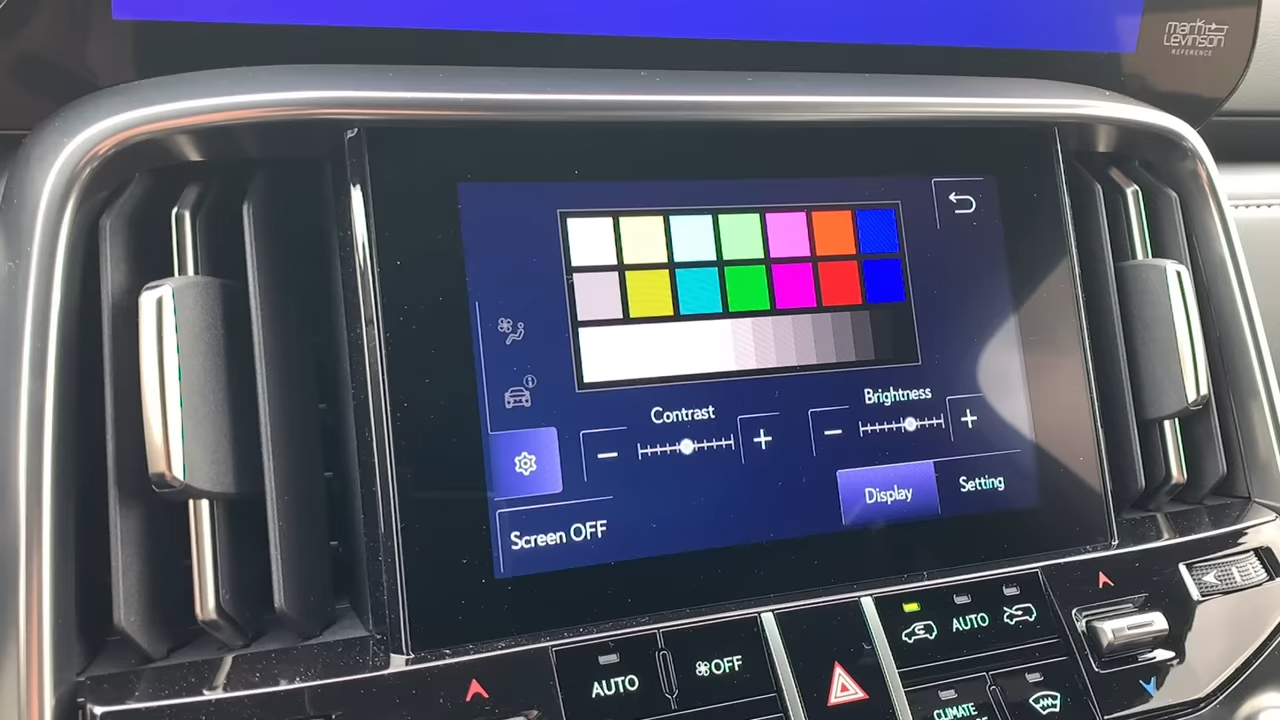 mark
Levinson
REFERENCE
Contrast
Brightness
Display
Setting
Screen OFF
AUTO
OFF
AUTO
CLIMATE